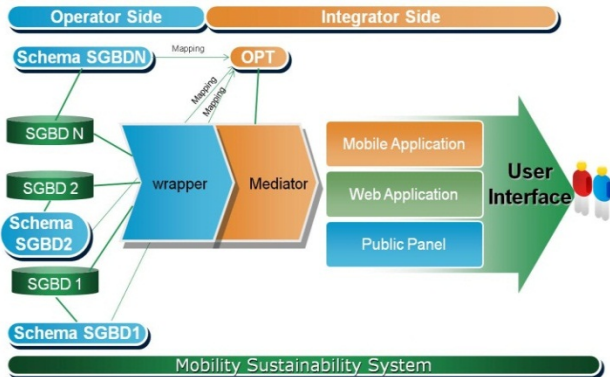 Operator Side
Integrator Side
Schema SGBDN
Mapping
OPT
Mapping
Mapping
SGBD N
SGBD 2
Schema
SGBD2
SGBD 1
Schema SGBD1
wrapper
Mediator
Mobile Application
Web Application
Public Panel
User
Interface
Mobility Sustainability System